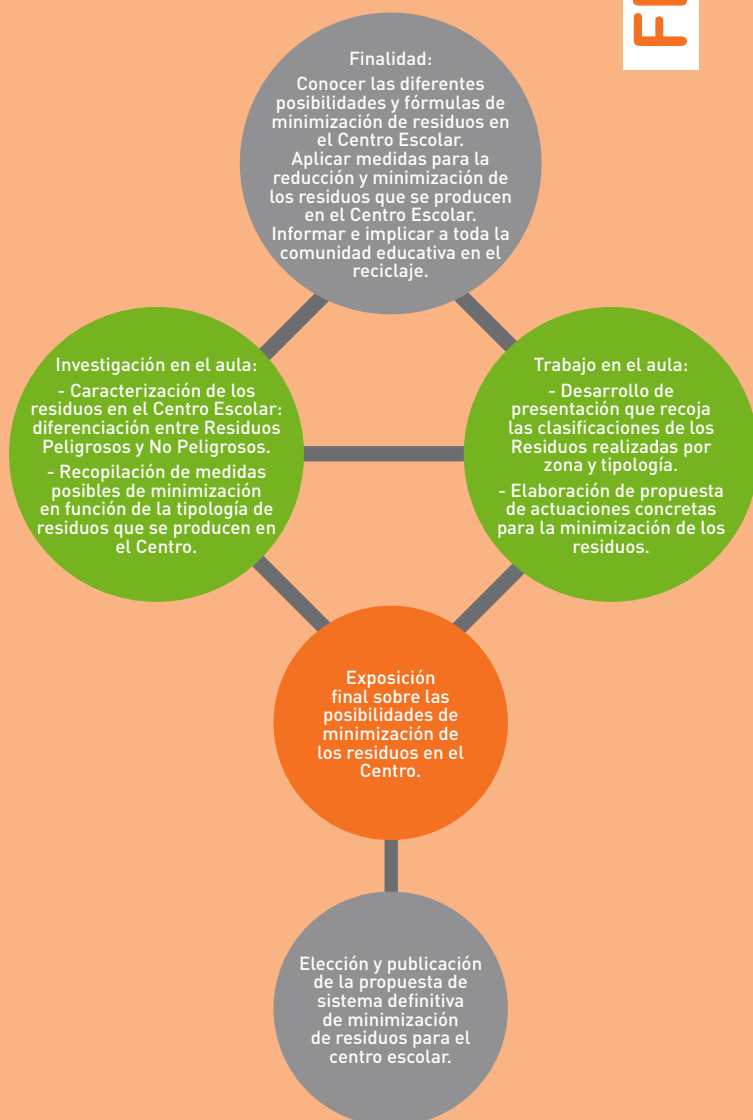 Finalidad:
Conocer las diferentes
posibilidades y fórmulas de
minimización de residuos en
el Centro Escolar.
Aplicar medidas para la
reducción y minimización de
los residuos que se producen
en el Centro Escolar.
Informar e implicar a toda la
comunidad educativa en el
reciclaje.
Investigación en el aula:
- Caracterización de los
residuos en el Centro Escolar:
diferenciación entre Residuos
Peligrosos y No Peligrosos.
- Recopilación de medidas
posibles de minimización
en función de la tipología de
residuos que se producen en
el Centro.
Trabajo en el aula:
- Desarrollo de
presentación que recoja
las clasificaciones de los
Residuos realizadas por
zona y tipología.
- Elaboración de propuesta
de actuaciones concretas
para la minimización de los
residuos.
Exposición
final sobre las
posibilidades de
minimización de
los residuos en el
Centro.
Elección y publicación
de la propuesta de
sistema definitiva
de minimización
de residuos para el
centro escolar.